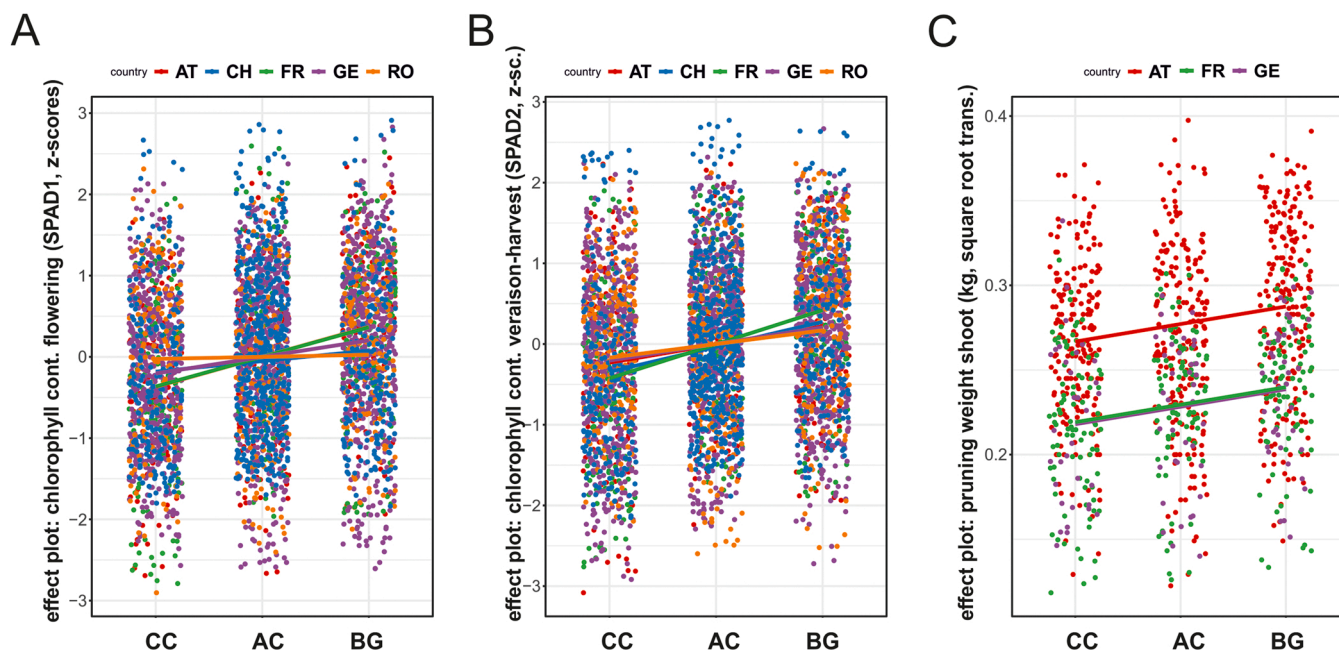 A
effect plot: chlorophyll cont. flowering (SPAD1, z-scores)
country AT CH FR GE RO
3
2
1
0
−1
−2
−3
CC AC BG
B
effect plot: chlorophyll cont. veraison-harvest (SPAD2, z-sc.)
country AT CH FR GE RO
3
2
1
0
−1
−2
−3
CC AC BG
C
effect plot: pruning weight shoot (kg, square root trans.)
country AT FR GE
0.4
0.3
0.2
CC AC BG